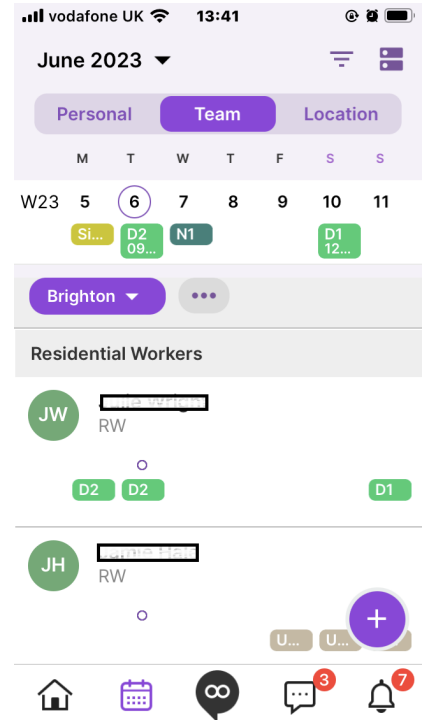 vodafone UK 13:41
June 2023
Personal Team Location
M T W T F S S
W23 5 6 7 8 9 10 11
Si... D2 N1 D1
09... 12...
Brighton
Residential Workers
JW
RW
D2 D2 D1
JH
RW
U... U... +
3 7